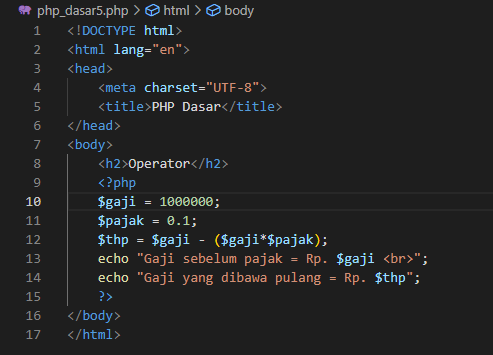 php_dasar5.php > html > body
1 <!DOCTYPE html>
2 <html lang="en">
3 <head>
4     <meta charset="UTF-8">
5     <title>PHP Dasar</title>
6 </head>
7 <body>
8     <h2>Operator</h2>
9     <?php
10     $gaji = 1000000;
11     $pajak = 0.1;
12     $thp = $gaji - ($gaji*$pajak);
13     echo "Gaji sebelum pajak = Rp. $gaji <br>";
14     echo "Gaji yang dibawa pulang = Rp. $thp";
15     ?>
16 </body>
17 </html>